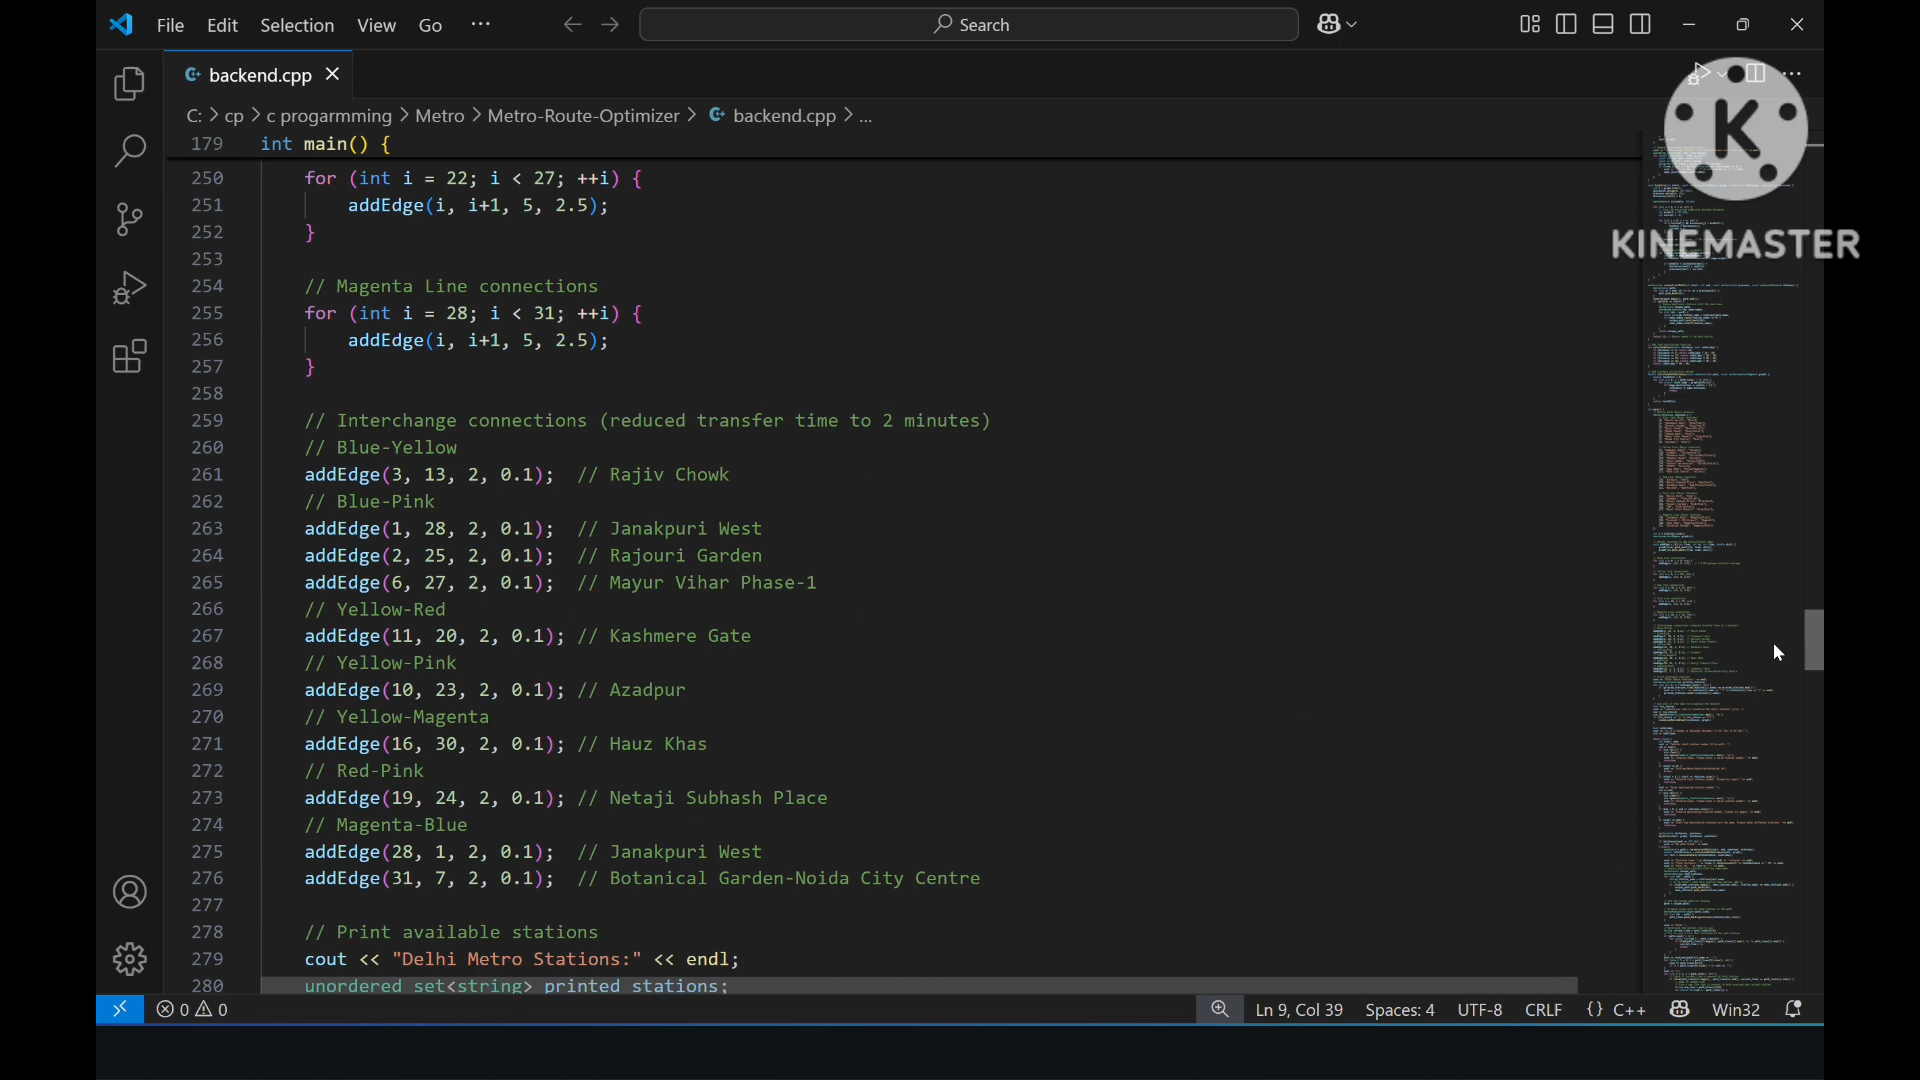 File Edit Selection View Go ··· Search
backend.cpp
C: > cp > c progarmming > Metro > Metro-Route-Optimizer > backend.cpp > ...
179 int main() {
250 for (int i = 22; i < 27; ++i) {
251 addEdge(i, i+1, 5, 2.5);
252 }
253
254 // Magenta Line connections
255 for (int i = 28; i < 31; ++i) {
256 addEdge(i, i+1, 5, 2.5);
257 }
258
259 // Interchange connections (reduced transfer time to 2 minutes)
260 // Blue-Yellow
261 addEdge(3, 13, 2, 0.1); // Rajiv Chowk
262 // Blue-Pink
263 addEdge(1, 28, 2, 0.1); // Janakpuri West
264 addEdge(2, 25, 2, 0.1); // Rajouri Garden
265 addEdge(6, 27, 2, 0.1); // Mayur Vihar Phase-1
266 // Yellow-Red
267 addEdge(11, 20, 2, 0.1); // Kashmere Gate
268 // Yellow-Pink
269 addEdge(10, 23, 2, 0.1); // Azadpur
270 // Yellow-Magenta
271 addEdge(16, 30, 2, 0.1); // Hauz Khas
272 // Red-Pink
273 addEdge(19, 24, 2, 0.1); // Netaji Subhash Place
274 // Magenta-Blue
275 addEdge(28, 1, 2, 0.1); // Janakpuri West
276 addEdge(31, 7, 2, 0.1); // Botanical Garden-Noida City Centre
277
278 // Print available stations
279 cout << "Delhi Metro Stations:" << endl;
280 unordered_set<string> printed_stations;
K
KINEMASTER
0 0 Ln 9, Col 39 Spaces: 4 UTF-8 CRLF {} C++ Win32